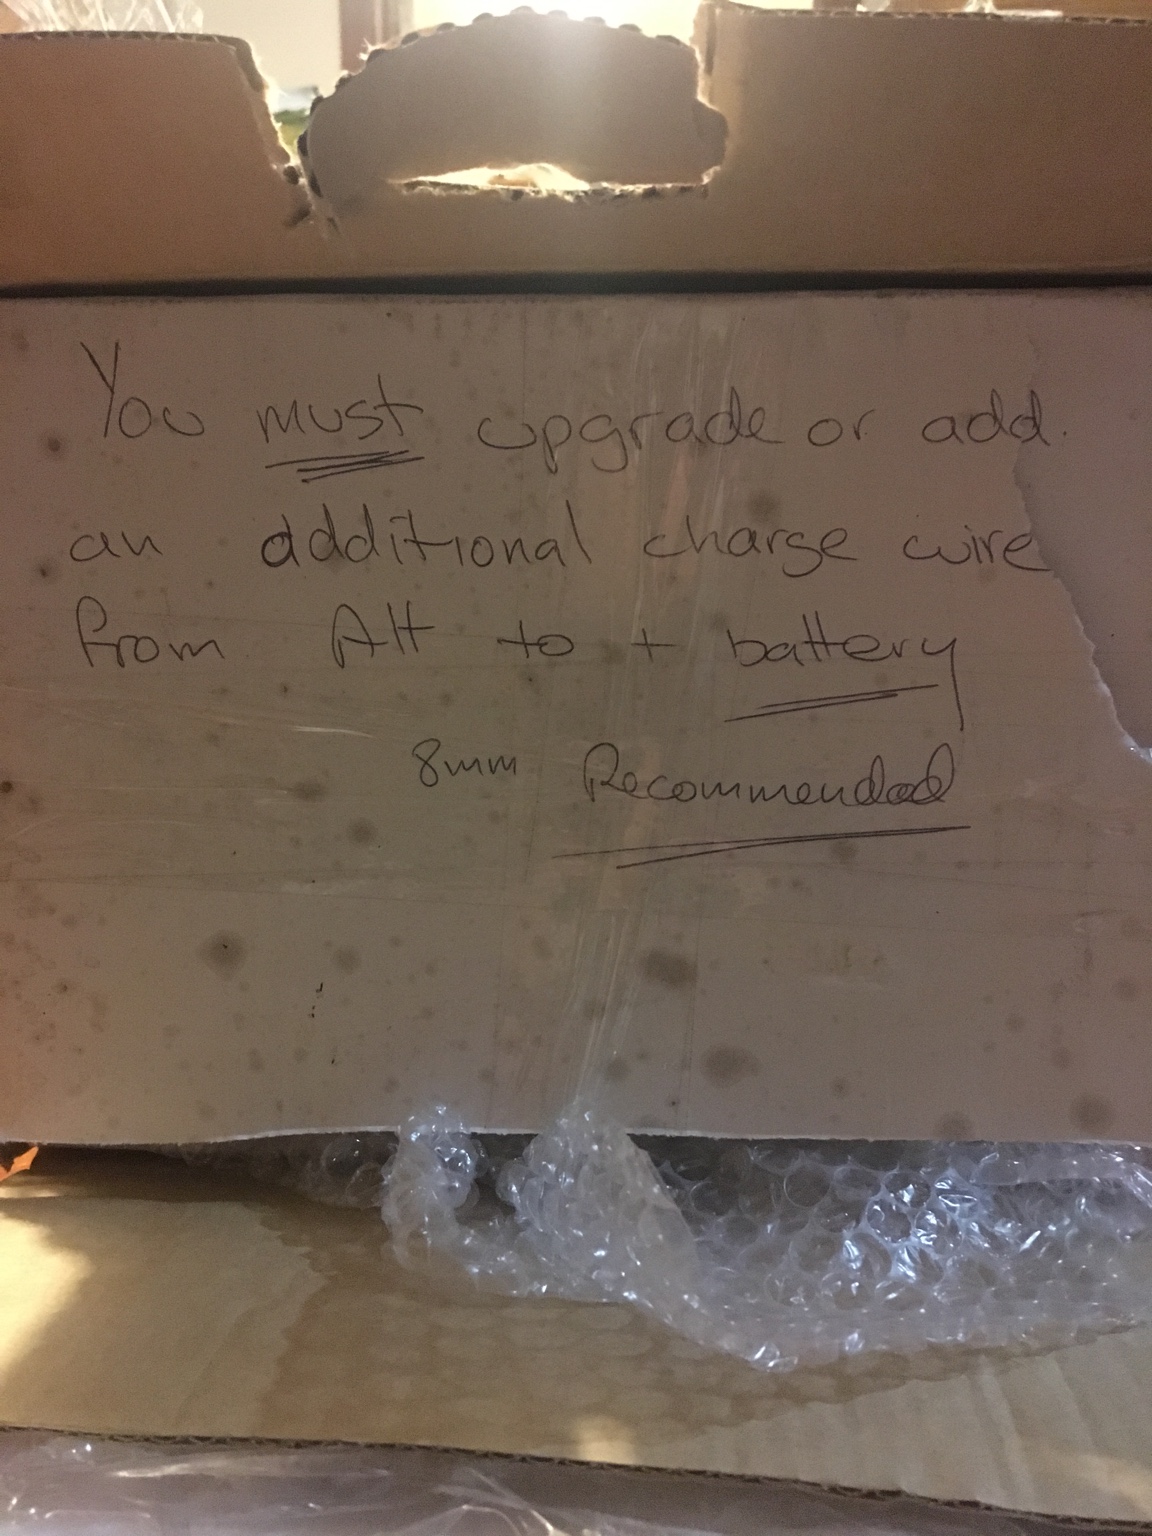 You must upgrade or add
an additional charge wire
from Alt to + battery
8mm Recommended